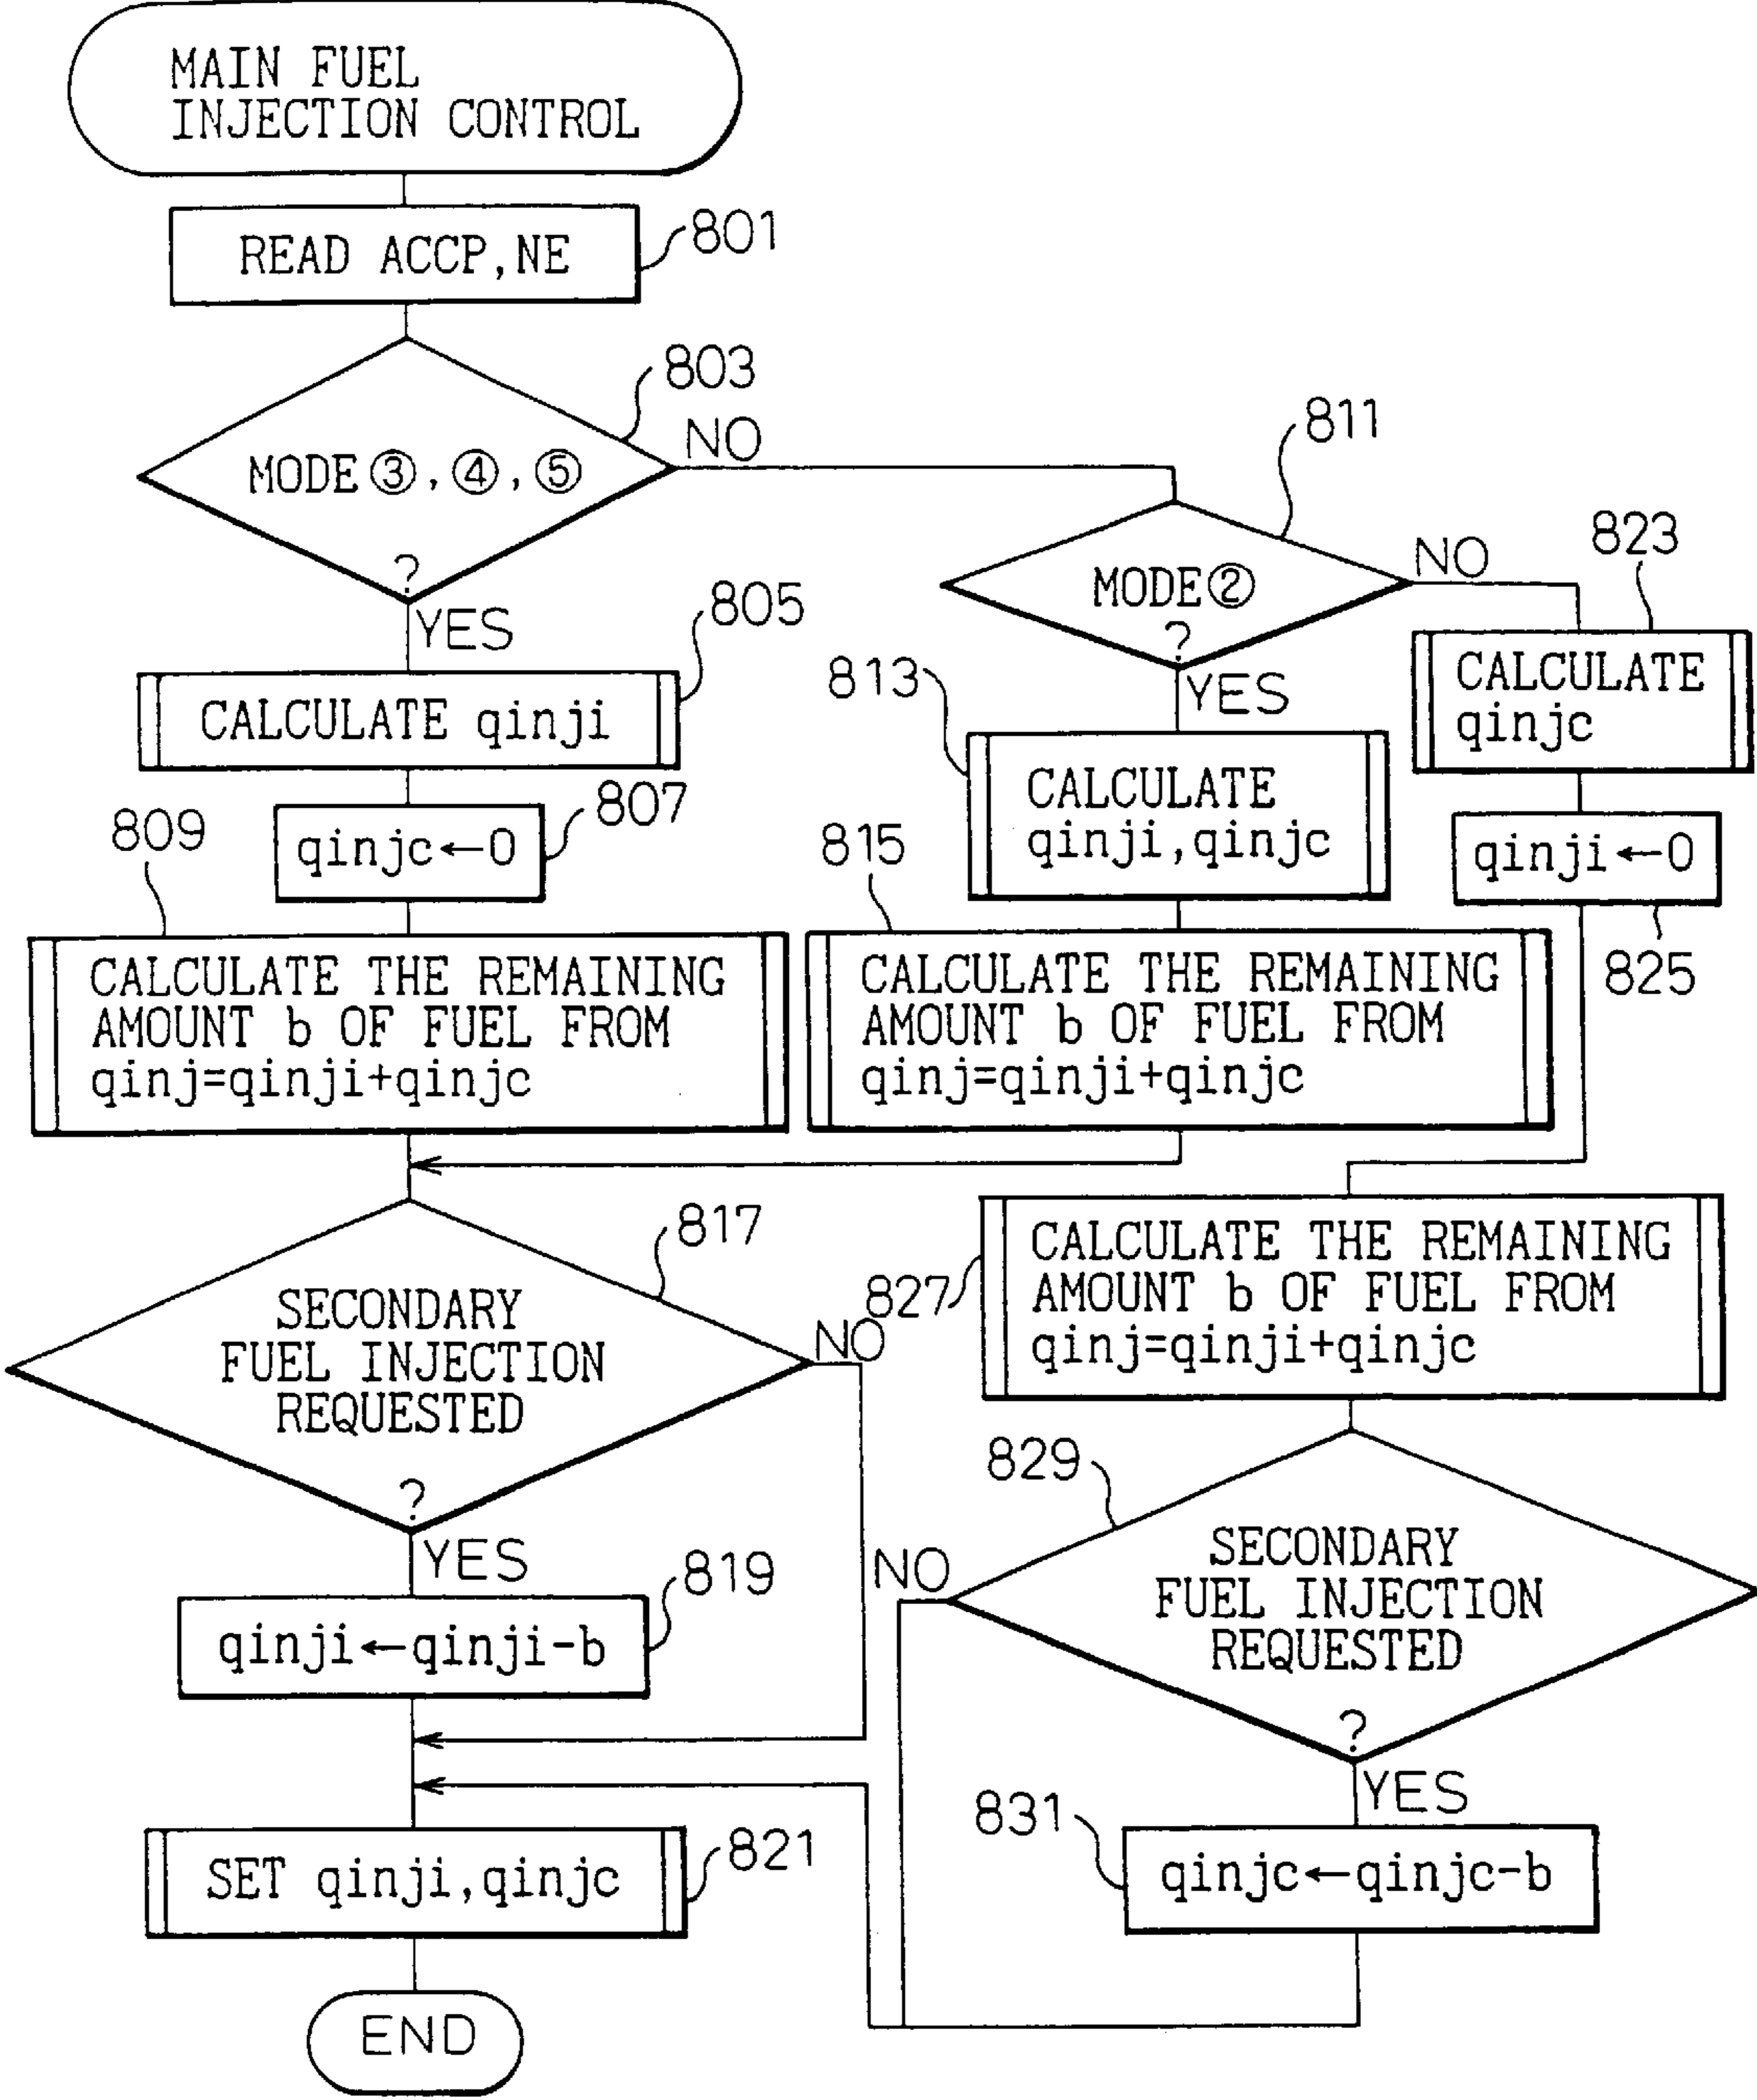 MAIN FUEL
INJECTION CONTROL
READ ACCP,NE
801
MODE ③, ④, ⑤
?
803
NO
YES
811
MODE ②
?
NO
YES
823
CALCULATE
qinjc
805
CALCULATE qinji
813
CALCULATE
qinji,qinjc
807
qinjc←0
qinji←0
825
809
CALCULATE THE REMAINING
AMOUNT b OF FUEL FROM
qinj=qinji+qinjc
815
CALCULATE THE REMAINING
AMOUNT b OF FUEL FROM
qinj=qinji+qinjc
817
SECONDARY
FUEL INJECTION
REQUESTED
?
NO
YES
827
CALCULATE THE REMAINING
AMOUNT b OF FUEL FROM
qinj=qinji+qinjc
829
SECONDARY
FUEL INJECTION
REQUESTED
?
NO
YES
819
qinji←qinji-b
831
qinjc←qinjc-b
821
SET qinji,qinjc
END